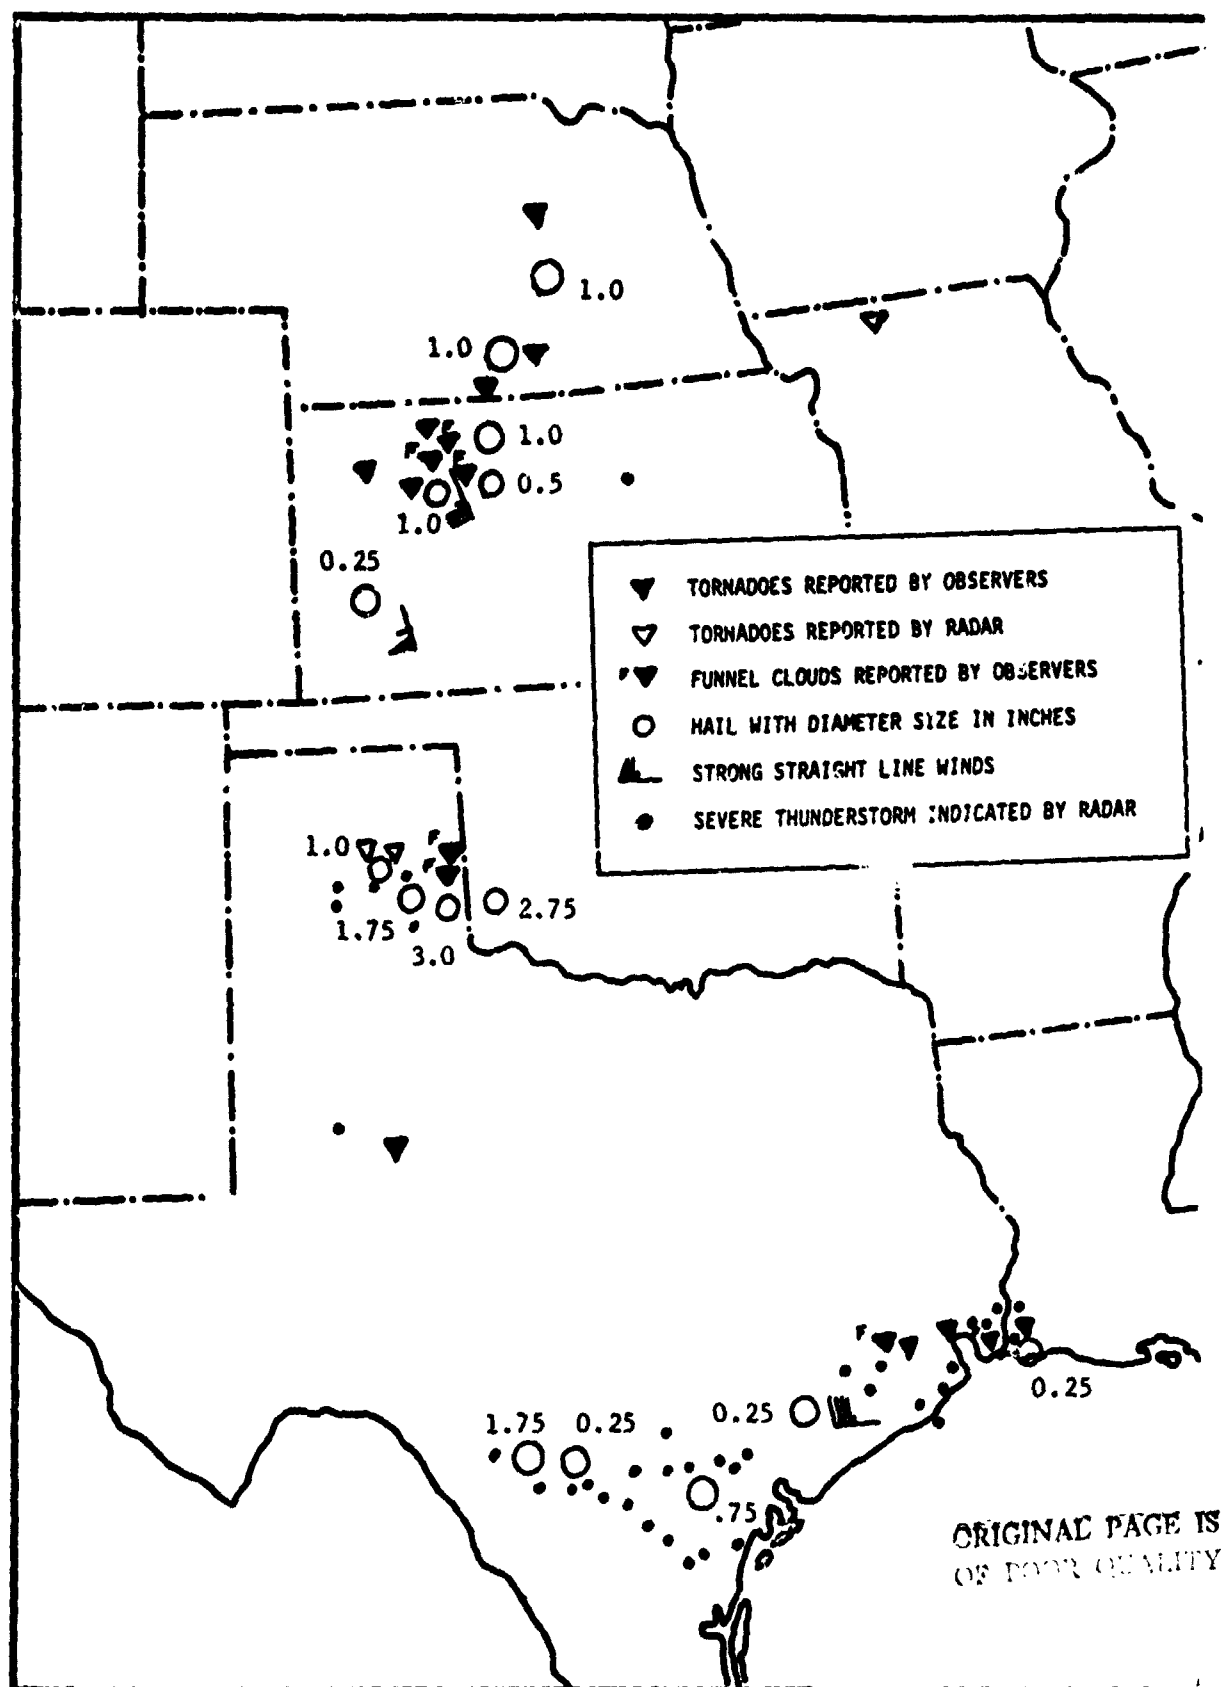 1.0
1.0
F
1.0
F
F
0.5
1.0
0.25
TORNADOES REPORTED BY OBSERVERS
TORNADOES REPORTED BY RADAR
F FUNNEL CLOUDS REPORTED BY OBSERVERS
HAIL WITH DIAMETER SIZE IN INCHES
STRONG STRAIGHT LINE WINDS
SEVERE THUNDERSTORM INDICATED BY RADAR
1.0
F
F
2.75
1.75
3.0
F
0.25
0.25
1.75 0.25
.75
ORIGINAL PAGE IS
OF POOR QUALITY